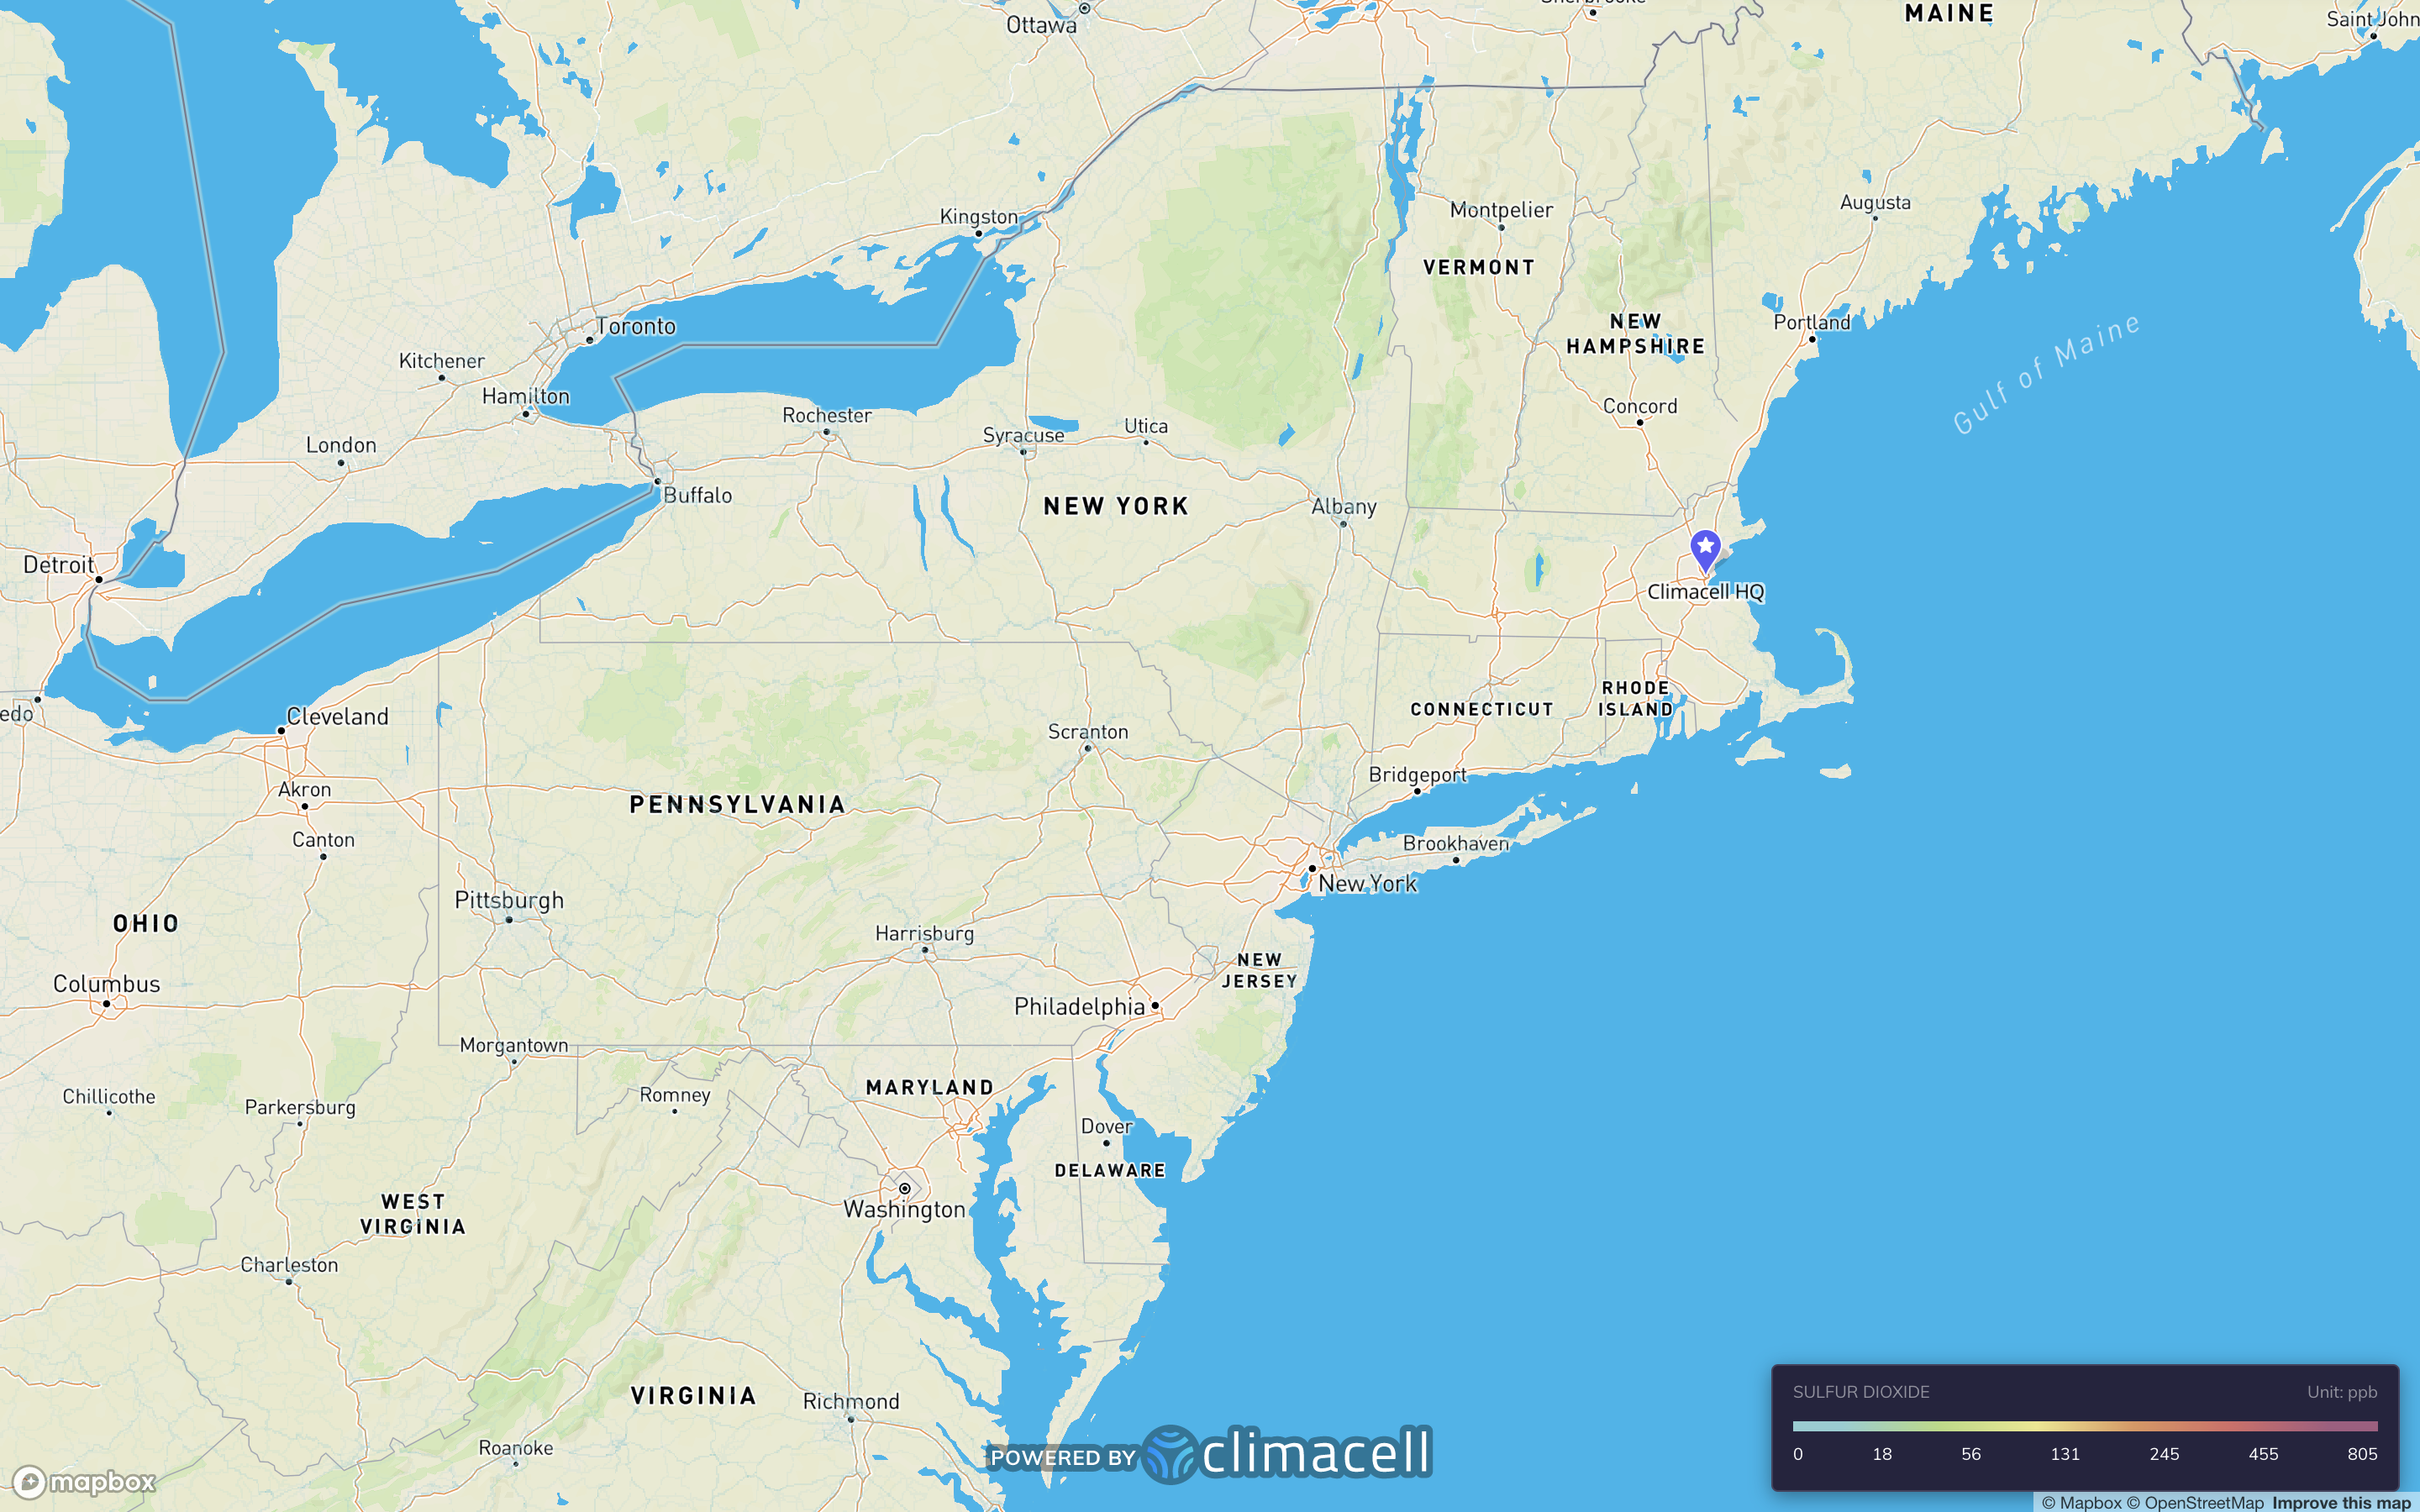 Ottawa
MAINE
Saint John
Kingston
Montpelier
Augusta
VERMONT
Toronto
NEW
HAMPSHIRE
Portland
Gulf of Maine
Kitchener
Hamilton
Rochester
Concord
London
Syracuse
Utica
Buffalo
NEW YORK
Albany
Detroit
Climacell HQ
edo
Cleveland
Scranton
CONNECTICUT
RHODE
ISLAND
Akron
PENNSYLVANIA
Bridgeport
Canton
Brookhaven
New York
Pittsburgh
OHIO
Harrisburg
NEW
JERSEY
Columbus
Philadelphia
Morgantown
Chillicothe
Parkersburg
Romney
MARYLAND
Dover
DELAWARE
WEST
VIRGINIA
Washington
Charleston
VIRGINIA
Richmond
Roanoke
SULFUR DIOXIDE Unit: ppb
0 18 56 131 245 455 805
POWERED BY climacell
mapbox
© Mapbox © OpenStreetMap Improve this map